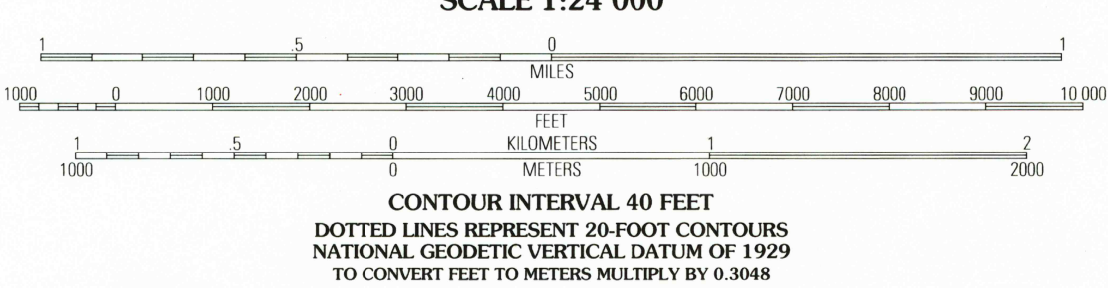 SCALE 1:24 000
1 .5 0 1
MILES
1000 0 1000 2000 3000 4000 5000 6000 7000 8000 9000 10 000
FEET
1 .5 0 KILOMETERS 1 2
1000 0 METERS 1000 2000
CONTOUR INTERVAL 40 FEET
DOTTED LINES REPRESENT 20-FOOT CONTOURS
NATIONAL GEODETIC VERTICAL DATUM OF 1929
TO CONVERT FEET TO METERS MULTIPLY BY 0.3048